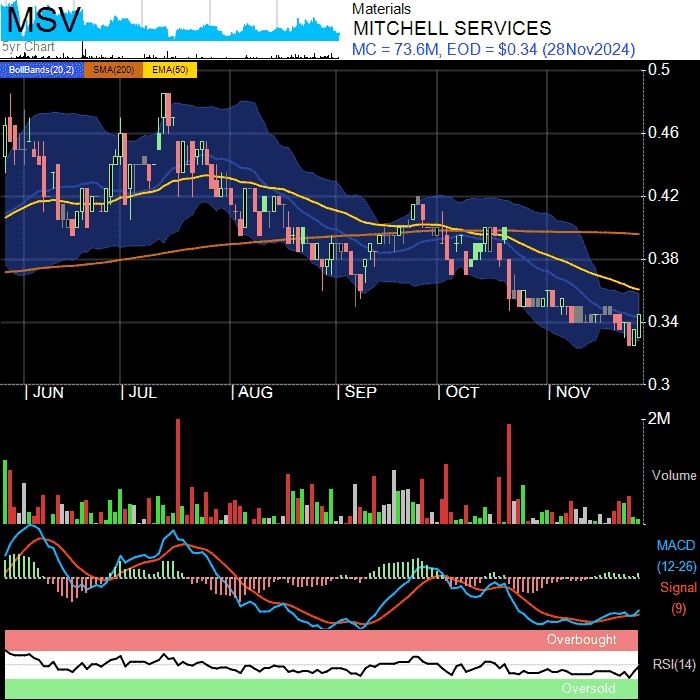 MSV
5yr Chart
Materials
MITCHELL SERVICES
MC = 73.6M, EOD = $0.34 (28Nov2024)
BollBands(20,2) SMA(200) EMA(50)
0.5
0.46
0.42
0.38
0.34
0.3
JUN JUL AUG SEP OCT NOV
2M
Volume
MACD
(12-26)
Signal
(9)
Overbought
RSI(14)
Oversold